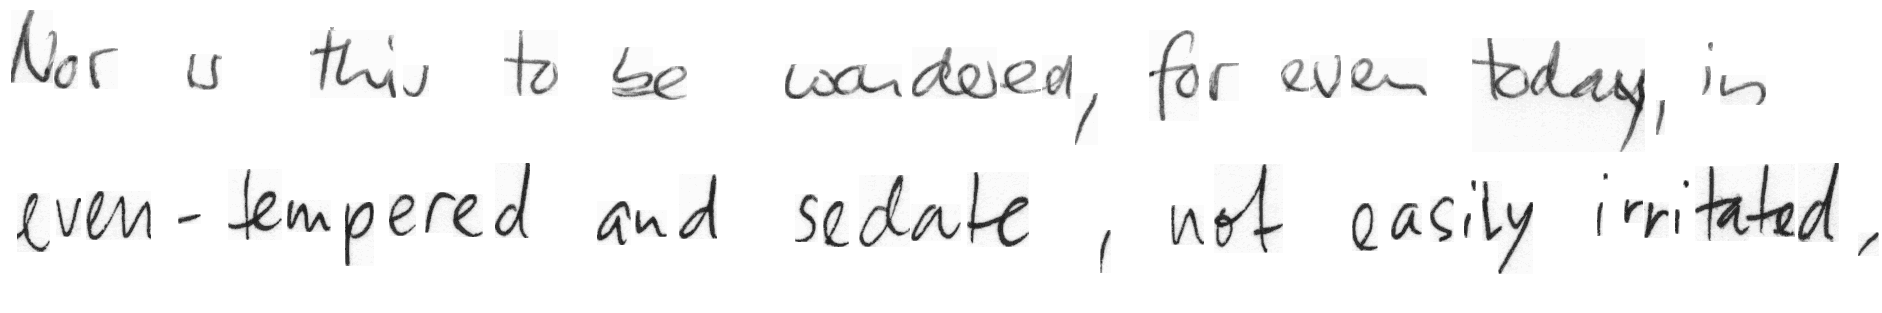 Nor is this to be wondered, for even today, in
even-tempered and sedate, not easily irritated,